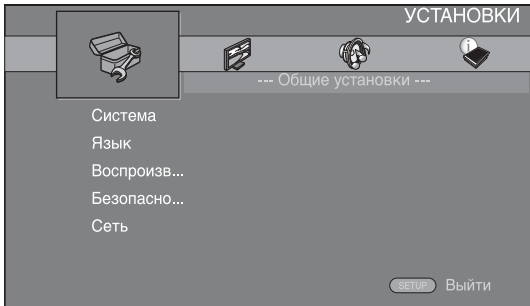 УСТАНОВКИ
--- Общие установки ---
Система
Язык
Воспроизв...
Безопасно...
Сеть
SETUP Выйти